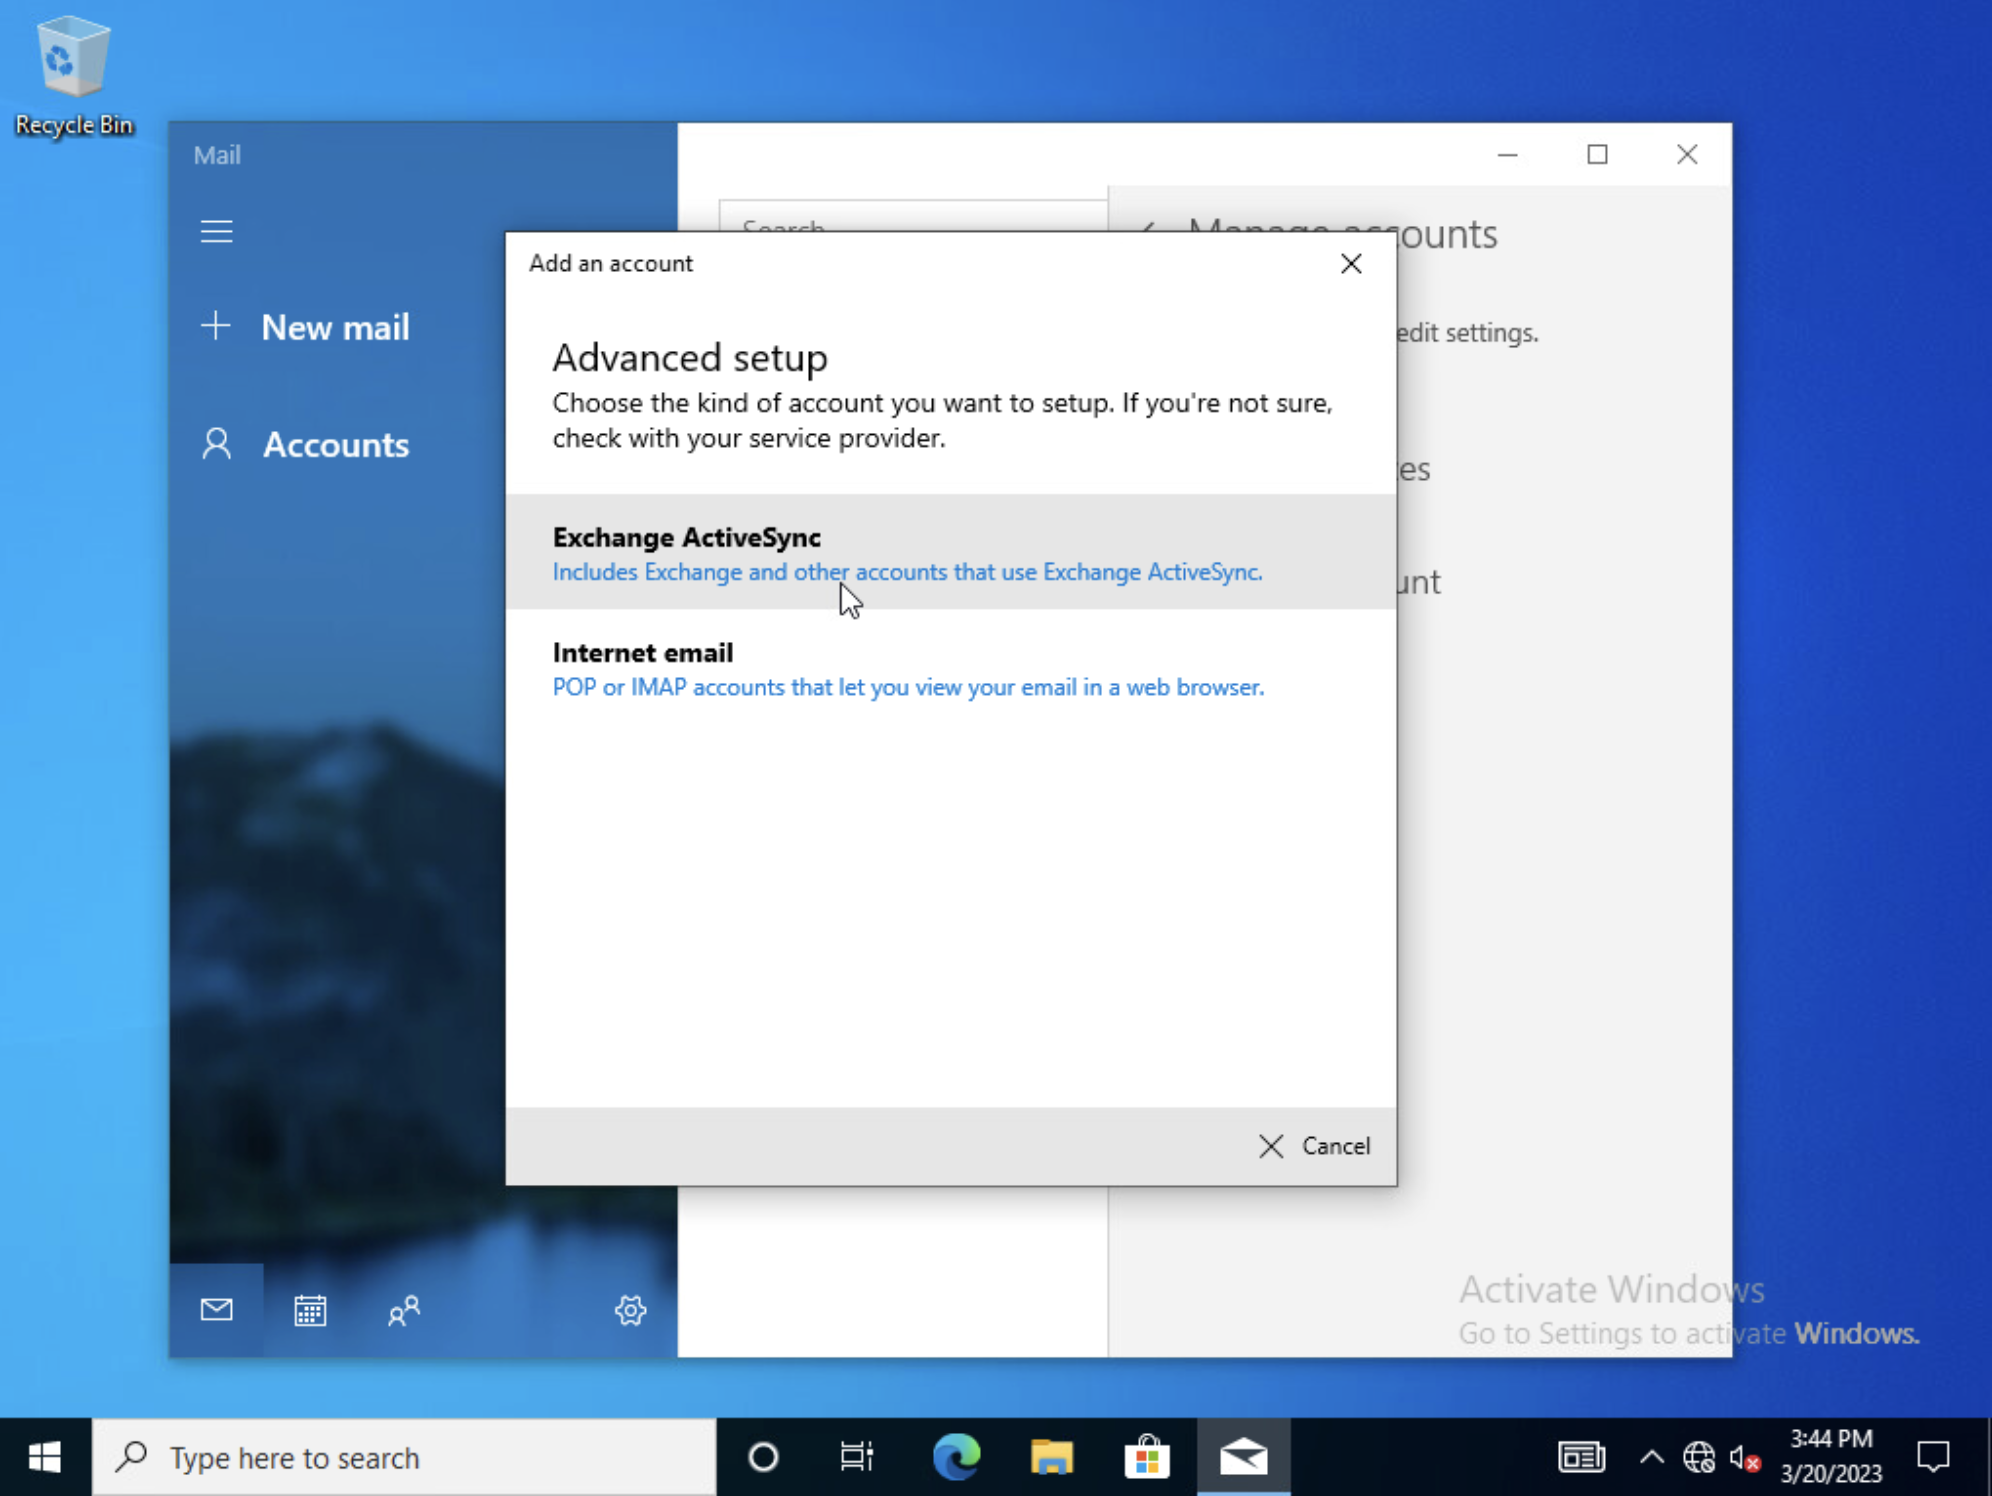 Recycle Bin
Mail
Search
Manage accounts
Add an account
New mail
edit settings.
Advanced setup
Choose the kind of account you want to setup. If you're not sure,
check with your service provider.
Accounts
es
Exchange ActiveSync
Includes Exchange and other accounts that use Exchange ActiveSync.
unt
Internet email
POP or IMAP accounts that let you view your email in a web browser.
Cancel
Activate Windows
Go to Settings to activate Windows.
Type here to search
3:44 PM
3/20/2023